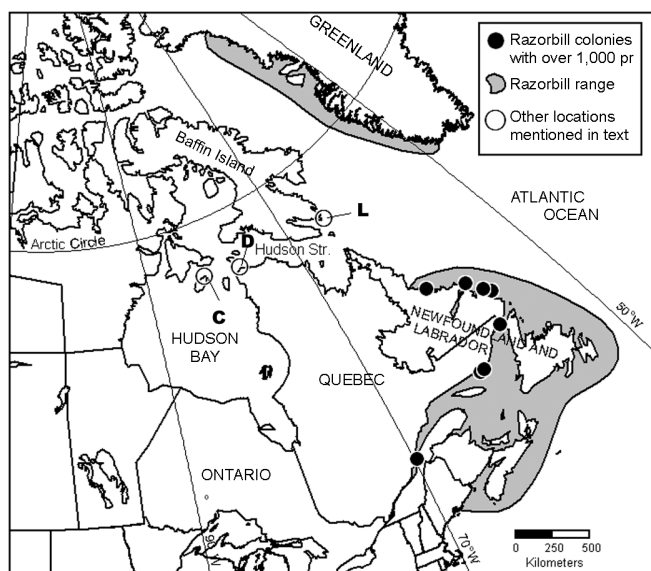 GREENLAND
Razorbill colonies
with over 1,000 pr
Razorbill range
Other locations
mentioned in text
Baffin Island
ATLANTIC
OCEAN
L
Arctic Circle
D
Hudson Str.
C
HUDSON
BAY
50°W
NEWFOUNDLAND AND
LABRADOR
QUEBEC
ONTARIO
90°W
70°W
0 250 500
Kilometers